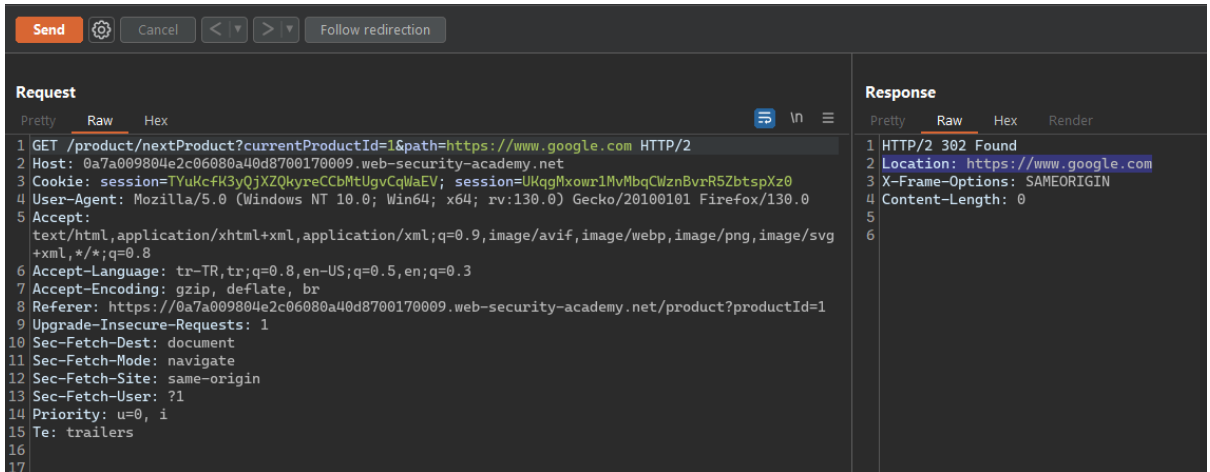 Send Cancel < > Follow redirection
Request
Pretty Raw Hex \n
1 GET /product/nextProduct?currentProductId=1&path=https://www.google.com HTTP/2
2 Host: 0a7a009804e2c06080a40d8700170009.web-security-academy.net
3 Cookie: session=TYuKcfK3yQjXZQkyreCCbMtUgvCqWaEV; session=UKqgMxowr1MvMbqCWznBvrR5ZbtspXz0
4 User-Agent: Mozilla/5.0 (Windows NT 10.0; Win64; x64; rv:130.0) Gecko/20100101 Firefox/130.0
5 Accept:
text/html,application/xhtml+xml,application/xml;q=0.9,image/avif,image/webp,image/png,image/svg
+xml,*/*;q=0.8
6 Accept-Language: tr-TR,tr;q=0.8,en-US;q=0.5,en;q=0.3
7 Accept-Encoding: gzip, deflate, br
8 Referer: https://0a7a009804e2c06080a40d8700170009.web-security-academy.net/product?productId=1
9 Upgrade-Insecure-Requests: 1
10 Sec-Fetch-Dest: document
11 Sec-Fetch-Mode: navigate
12 Sec-Fetch-Site: same-origin
13 Sec-Fetch-User: ?1
14 Priority: u=0, i
15 Te: trailers
16
17
Response
Pretty Raw Hex Render
1 HTTP/2 302 Found
2 Location: https://www.google.com
3 X-Frame-Options: SAMEORIGIN
4 Content-Length: 0
5
6